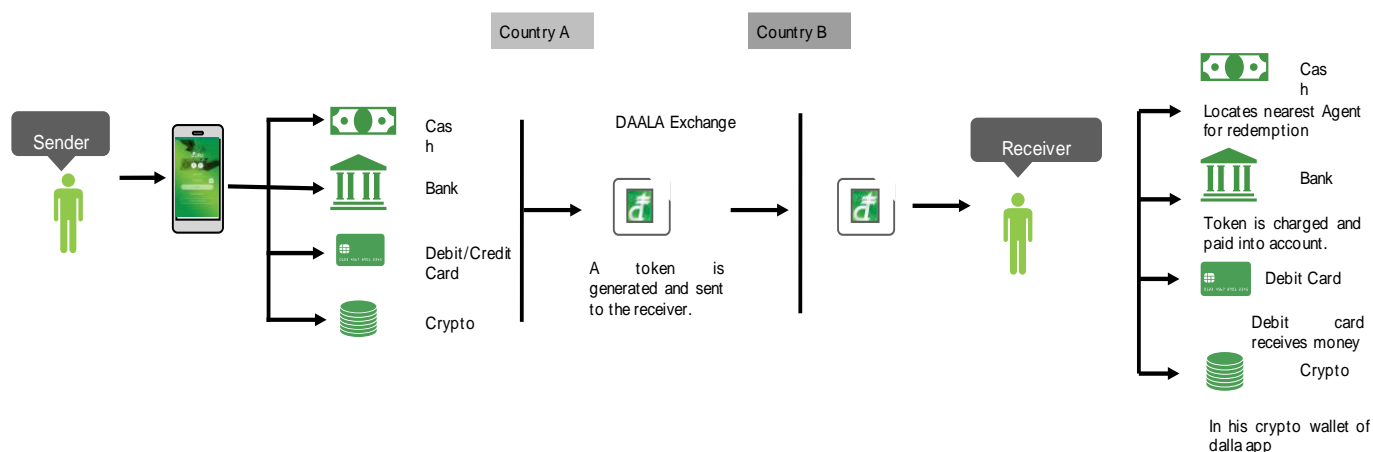 Country A
Country B
Sender
Cas
h
Bank
Debit/Credit
Card
Crypto
DAALA Exchange
A token is
generated and sent
to the receiver.
Receiver
Cas
h
Locates nearest Agent
for redemption
Bank
Token is charged and
paid into account.
Debit Card
Debit card
receives money
Crypto
In his crypto wallet of
dalla app